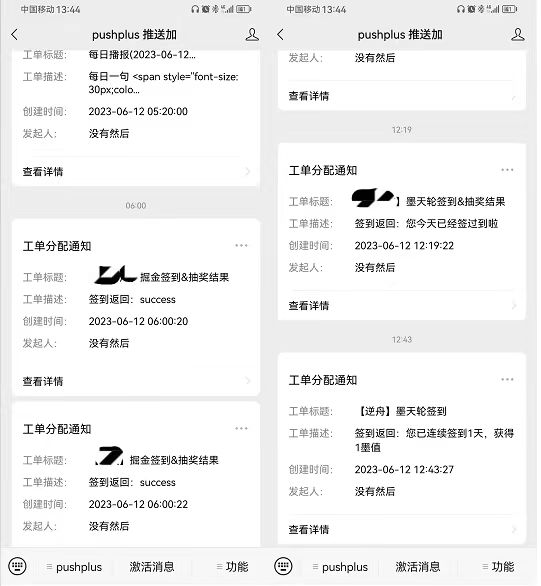 中国移动 13:44
61
pushplus 推送加
工单标题: 每日播报(2023-06-12...
工单描述: 每日一句 <span style="font-size:
30px;colo...
创建时间: 2023-06-12 05:20:00
发起人: 没有然后
查看详情
06:00
工单分配通知
工单标题: 掘金签到&抽奖结果
工单描述: 签到返回：success
创建时间: 2023-06-12 06:00:20
发起人: 没有然后
查看详情
工单分配通知
工单标题: 掘金签到&抽奖结果
工单描述: 签到返回：success
创建时间: 2023-06-12 06:00:22
发起人: 没有然后
pushplus 激活消息 功能
中国移动 13:44
61
pushplus 推送加
发起人: 没有然后
查看详情
12:19
工单分配通知
工单标题: 】墨天轮签到&抽奖结果
工单描述: 签到返回：您今天已经签过到啦
创建时间: 2023-06-12 12:19:22
发起人: 没有然后
查看详情
12:43
工单分配通知
工单标题: 【逆舟】墨天轮签到
工单描述: 签到返回：您已连续签到1天，获得
1墨值
创建时间: 2023-06-12 12:43:27
发起人: 没有然后
查看详情
pushplus 激活消息 功能